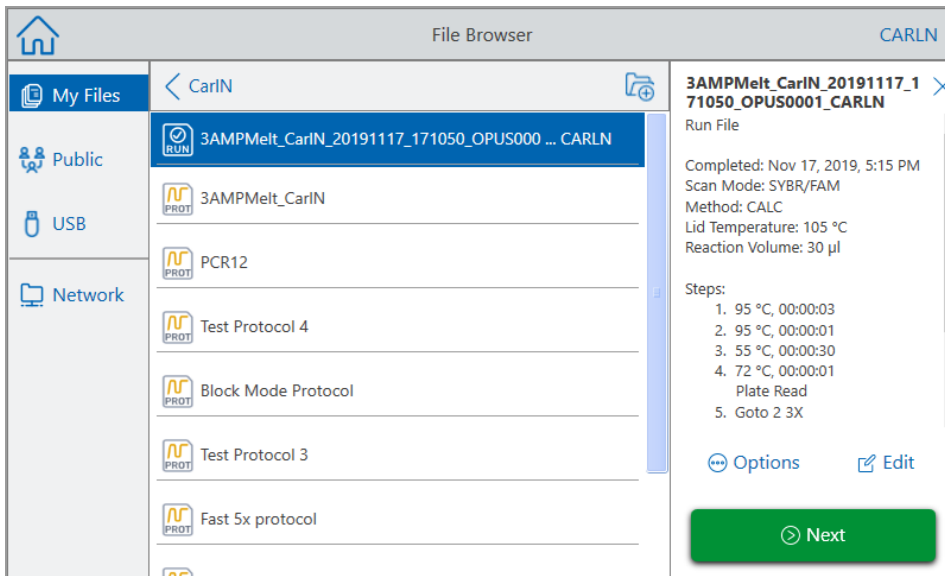 File Browser
CARLN
My Files
Public
USB
Network
CarIN
RUN
3AMPMelt_CarIN_20191117_171050_OPUS000 ... CARLN
PROT
3AMPMelt_CarIN
PROT
PCR12
PROT
Test Protocol 4
PROT
Block Mode Protocol
PROT
Test Protocol 3
PROT
Fast 5x protocol
3AMPMelt_CarIN_20191117_1
71050_OPUS0001_CARLN
Run File
Completed: Nov 17, 2019, 5:15 PM
Scan Mode: SYBR/FAM
Method: CALC
Lid Temperature: 105 °C
Reaction Volume: 30 µl
Steps:
1. 95 °C, 00:00:03
2. 95 °C, 00:00:01
3. 55 °C, 00:00:30
4. 72 °C, 00:00:01
Plate Read
5. Goto 2 3X
Options
Edit
Next